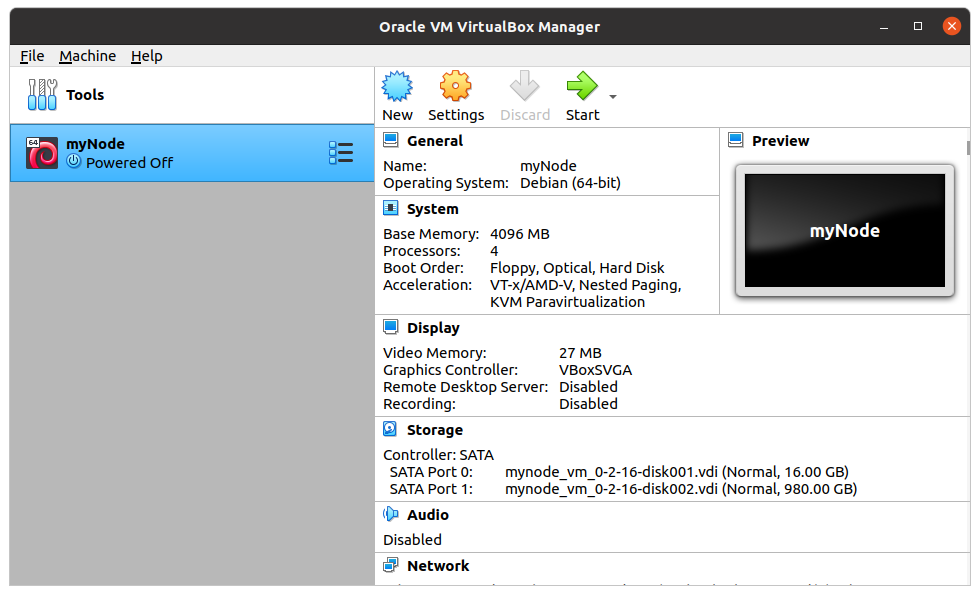 Oracle VM VirtualBox Manager
File Machine Help
Tools
New Settings Discard Start
64
myNode
Powered Off
General
Name: myNode
Operating System: Debian (64-bit)
Preview
myNode
System
Base Memory: 4096 MB
Processors: 4
Boot Order: Floppy, Optical, Hard Disk
Acceleration: VT-x/AMD-V, Nested Paging,
KVM Paravirtualization
Display
Video Memory: 27 MB
Graphics Controller: VBoxSVGA
Remote Desktop Server: Disabled
Recording: Disabled
Storage
Controller: SATA
SATA Port 0: mynode_vm_0-2-16-disk001.vdi (Normal, 16.00 GB)
SATA Port 1: mynode_vm_0-2-16-disk002.vdi (Normal, 980.00 GB)
Audio
Disabled
Network